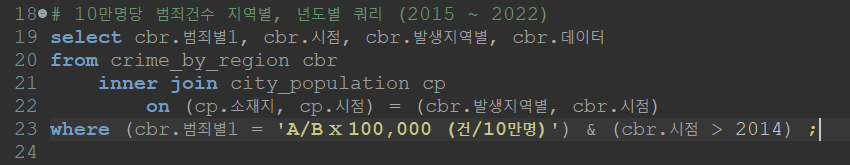 18 # 10만명당 범죄건수 지역별, 년도별 쿼리 (2015 ~ 2022)
19 select cbr.범죄별1, cbr.시점, cbr.발생지역별, cbr.데이터
20 from crime_by_region cbr
21 inner join city_population cp
22 on (cp.소재지, cp.시점) = (cbr.발생지역별, cbr.시점)
23 where (cbr.범죄별1 = 'A/B x 100,000 (건/10만명)') & (cbr.시점 > 2014) ;
24